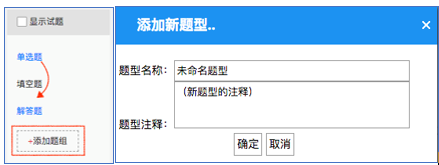 显示试题
单选题
填空题
解答题
+添加题组
添加新题型..
×
题型名称： 未命名题型
（新题型的注释）
题型注释：
确定 取消